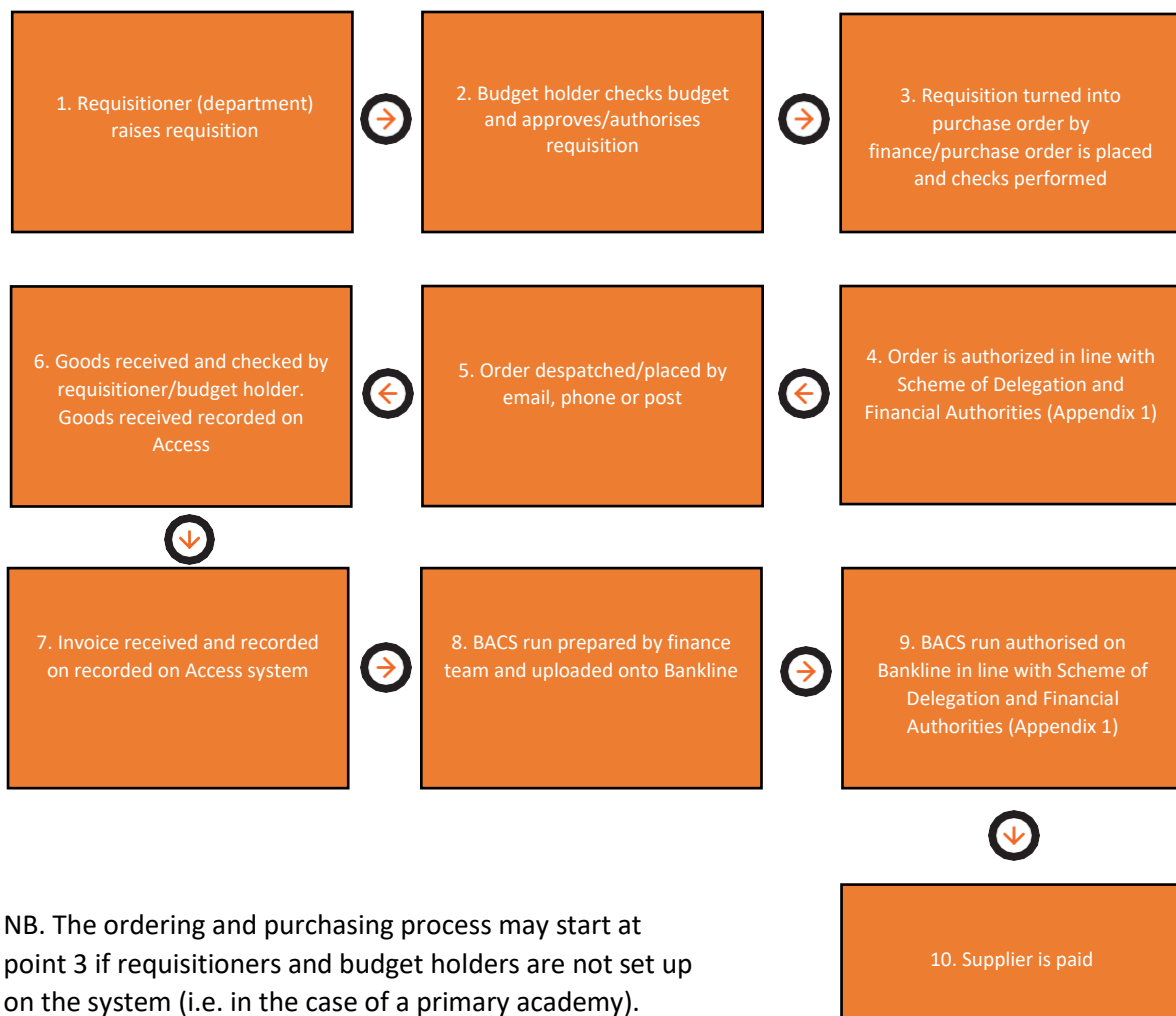 1. Requisitioner (department)
raises requisition
2. Budget holder checks budget
and approves/authorises
requisition
3. Requisition turned into
purchase order by
finance/purchase order is placed
and checks performed
4. Order is authorized in line with
Scheme of Delegation and
Financial Authorities (Appendix 1)
5. Order despatched/placed by
email, phone or post
6. Goods received and checked by
requisitioner/budget holder.
Goods received recorded on
Access
7. Invoice received and recorded
on recorded on Access system
8. BACS run prepared by finance
team and uploaded onto Bankline
9. BACS run authorised on
Bankline in line with Scheme of
Delegation and Financial
Authorities (Appendix 1)
10. Supplier is paid
NB. The ordering and purchasing process may start at
point 3 if requisitioners and budget holders are not set up
on the system (i.e. in the case of a primary academy).